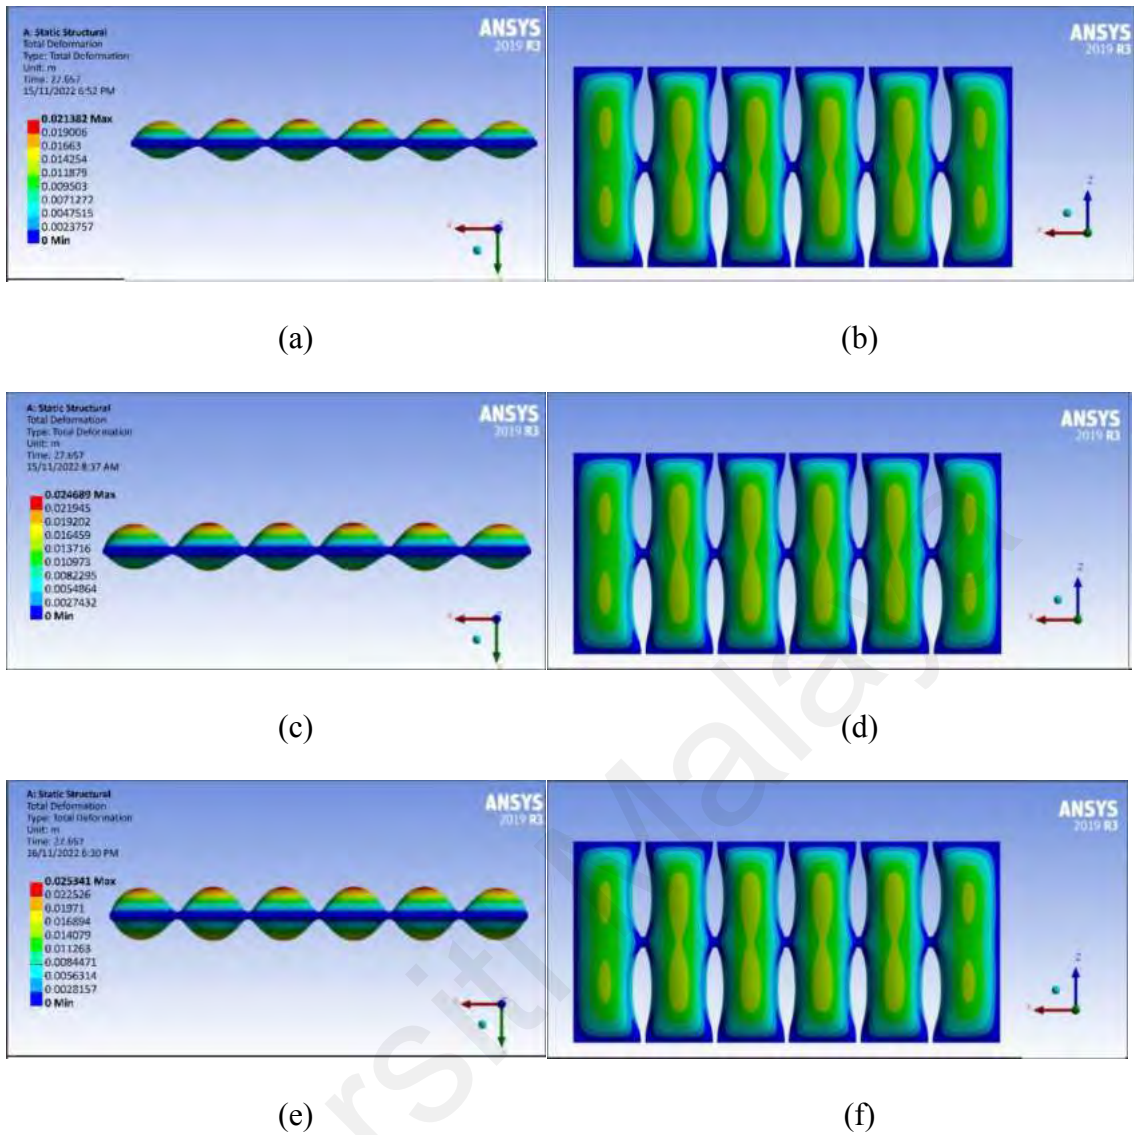 A: Static Structural
Total Deformation
Type: Total Deformation
Unit: m
Time: 27.657
15/11/2022 6:52 PM
0.021382 Max
0.019006
0.01663
0.014254
0.011879
0.009503
0.0071272
0.0047515
0.0023757
0 Min
ANSYS
2019 R3
ANSYS
2019 R3
Z
(a)
(b)
A: Static Structural
Total Deformation
Type: Total Deformation
Unit: m
Time: 27.657
15/11/2022 8:37 AM
0.024689 Max
0.021945
0.019202
0.016459
0.013716
0.010973
0.0082295
0.0054864
0.0027432
0 Min
ANSYS
2019 R3
ANSYS
2019 R3
Z
(c)
(d)
A: Static Structural
Total Deformation
Type: Total Deformation
Unit: m
Time: 27.657
16/11/2022 6:30 PM
0.025341 Max
0.022526
0.01971
0.016894
0.014079
0.011263
0.0084471
0.0056314
0.0028157
0 Min
ANSYS
2019 R3
ANSYS
2019 R3
Z
(e)
(f)